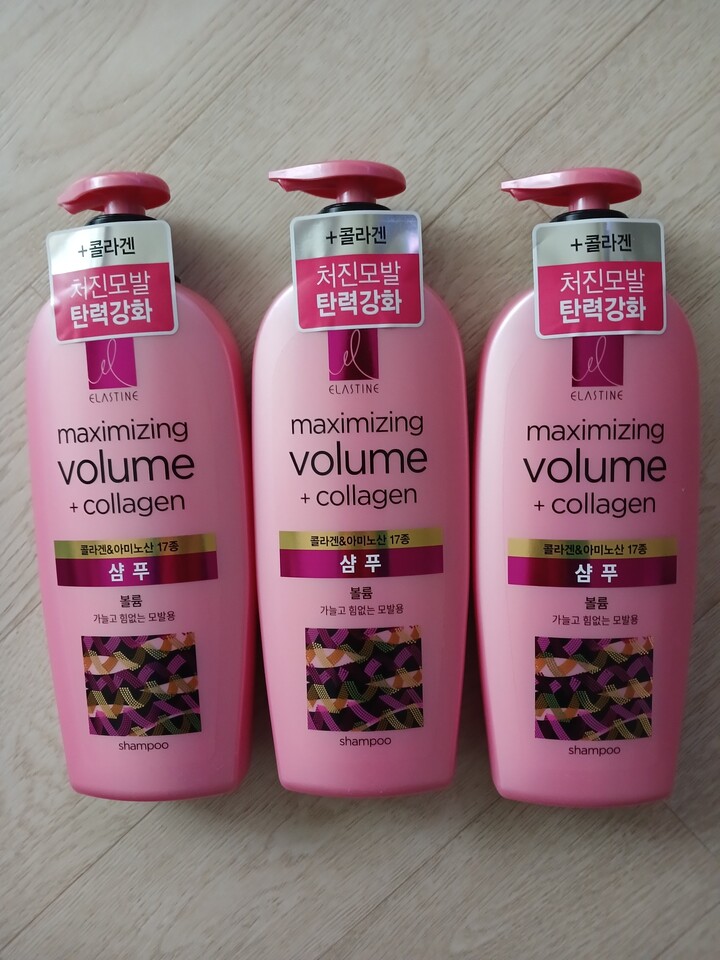 +콜라겐
처진모발
탄력강화
el
ELASTINE
maximizing
volume
+ collagen
콜라겐&아미노산 17종
샴푸
볼륨
가늘고 힘없는 모발용
shampoo
+콜라겐
처진모발
탄력강화
el
ELASTINE
maximizing
volume
+ collagen
콜라겐&아미노산 17종
샴푸
볼륨
가늘고 힘없는 모발용
shampoo
+콜라겐
처진모발
탄력강화
el
ELASTINE
maximizing
volume
+ collagen
콜라겐&아미노산 17종
샴푸
볼륨
가늘고 힘없는 모발용
shampoo